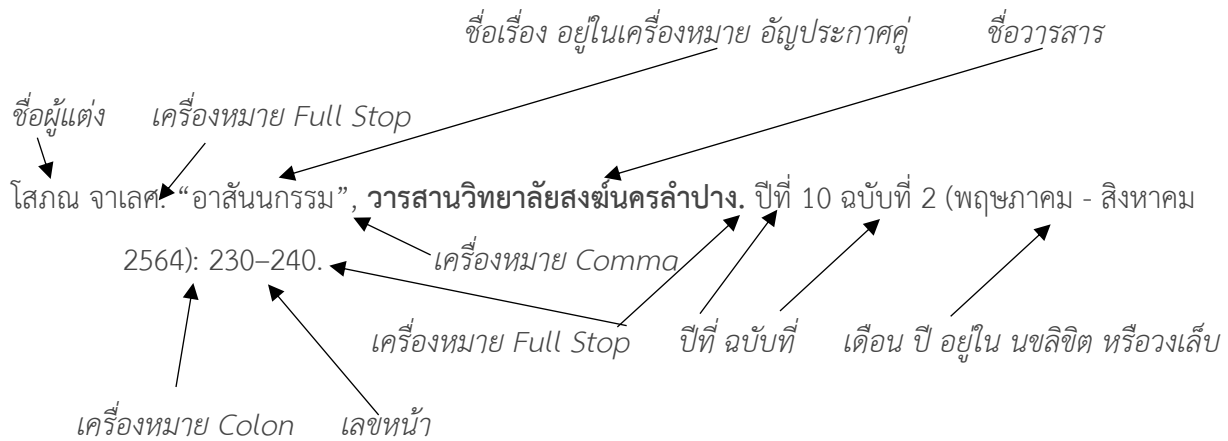 ชื่อเรื่อง อยู่ในเครื่องหมาย อัญประกาศคู่ ชื่อวารสาร
ชื่อผู้แต่ง เครื่องหมาย Full Stop
โสภณ จาเลศ. “อาสันนกรรม”, วารสานวิทยาลัยสงฆ์นครลำปาง. ปีที่ 10 ฉบับที่ 2 (พฤษภาคม - สิงหาคม
2564): 230–240. เครื่องหมาย Comma
เครื่องหมาย Full Stop ปีที่ ฉบับที่ เดือน ปี อยู่ใน นขลิขิต หรือวงเล็บ
เครื่องหมาย Colon เลขหน้า